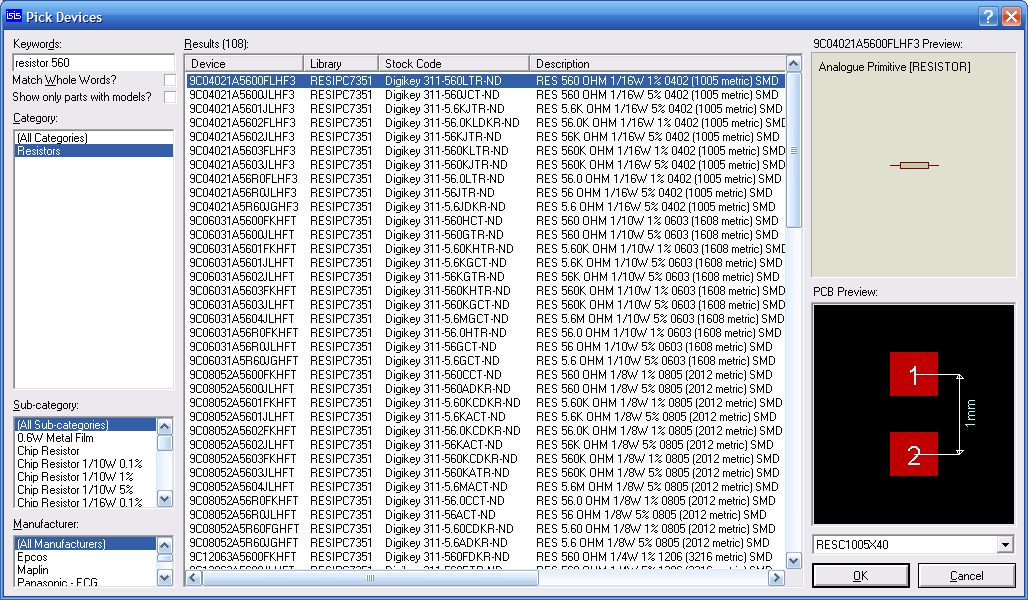 isis Pick Devices
Keywords:
resistor 560
Match Whole Words?
Show only parts with models?
Category:
(All Categories)
Resistors
Sub-category:
(All Sub-categories)
0.6W Metal Film
Chip Resistor
Chip Resistor 1/10W 0.1%
Chip Resistor 1/10W 1%
Chip Resistor 1/10W 5%
Chip Resistor 1/16W 0.1%
Manufacturer:
(All Manufacturers)
Epcos
Maplin
Panasonic - ECG
Results (108):
Device Library Stock Code Description
9C04021A5600FLHF3 RESIPC7351 Digikey 311-560LTR-ND RES 560 OHM 1/16W 1% 0402 (1005 metric) SMD
9C04021A5600JLHF3 RESIPC7351 Digikey 311-560JCT-ND RES 560 OHM 1/16W 5% 0402 (1005 metric) SMD
9C04021A5601JLHF3 RESIPC7351 Digikey 311-5.6KJTR-ND RES 5.6K OHM 1/16W 5% 0402 (1005 metric) SMD
9C04021A5602FLHF3 RESIPC7351 Digikey 311-56.0KLDKR-ND RES 56.0K OHM 1/16W 1% 0402 (1005 metric) SMD
9C04021A5602JLHF3 RESIPC7351 Digikey 311-56KJTR-ND RES 56K OHM 1/16W 5% 0402 (1005 metric) SMD
9C04021A5603FLHF3 RESIPC7351 Digikey 311-560KLTR-ND RES 560K OHM 1/16W 1% 0402 (1005 metric) SMD
9C04021A5603JLHF3 RESIPC7351 Digikey 311-560KJTR-ND RES 560K OHM 1/16W 5% 0402 (1005 metric) SMD
9C04021A56R0FLHF3 RESIPC7351 Digikey 311-56.0LTR-ND RES 56.0 OHM 1/16W 1% 0402 (1005 metric) SMD
9C04021A56R0JLHF3 RESIPC7351 Digikey 311-56JTR-ND RES 56 OHM 1/16W 5% 0402 (1005 metric) SMD
9C04021A5R60JGHF3 RESIPC7351 Digikey 311-5.6JDKR-ND RES 5.6 OHM 1/16W 5% 0402 (1005 metric) SMD
9C06031A5600FKHFT RESIPC7351 Digikey 311-560HCT-ND RES 560 OHM 1/10W 1% 0603 (1608 metric) SMD
9C06031A5600JLHFT RESIPC7351 Digikey 311-560GTR-ND RES 560 OHM 1/10W 5% 0603 (1608 metric) SMD
9C06031A5601FKHFT RESIPC7351 Digikey 311-5.60KHTR-ND RES 5.60K OHM 1/10W 1% 0603 (1608 metric) SMD
9C06031A5601JLHFT RESIPC7351 Digikey 311-5.6KGCT-ND RES 5.6K OHM 1/10W 5% 0603 (1608 metric) SMD
9C06031A5602JLHFT RESIPC7351 Digikey 311-56KGTR-ND RES 56K OHM 1/10W 5% 0603 (1608 metric) SMD
9C06031A5603FKHFT RESIPC7351 Digikey 311-560KHTR-ND RES 560K OHM 1/10W 1% 0603 (1608 metric) SMD
9C06031A5603JLHFT RESIPC7351 Digikey 311-560KGCT-ND RES 560K OHM 1/10W 5% 0603 (1608 metric) SMD
9C06031A5604JLHFT RESIPC7351 Digikey 311-5.6MGCT-ND RES 5.6M OHM 1/10W 5% 0603 (1608 metric) SMD
9C06031A56R0FKHFT RESIPC7351 Digikey 311-56.0HTR-ND RES 56.0 OHM 1/10W 1% 0603 (1608 metric) SMD
9C06031A56R0JLHFT RESIPC7351 Digikey 311-56GCT-ND RES 56 OHM 1/10W 5% 0603 (1608 metric) SMD
9C06031A5R60JGHFT RESIPC7351 Digikey 311-5.6GCT-ND RES 5.6 OHM 1/10W 5% 0603 (1608 metric) SMD
9C08052A5600FKHFT RESIPC7351 Digikey 311-560CCT-ND RES 560 OHM 1/8W 1% 0805 (2012 metric) SMD
9C08052A5600JLHFT RESIPC7351 Digikey 311-560ADKR-ND RES 560 OHM 1/8W 5% 0805 (2012 metric) SMD
9C08052A5601FKHFT RESIPC7351 Digikey 311-5.60KCDKR-ND RES 5.60K OHM 1/8W 1% 0805 (2012 metric) SMD
9C08052A5601JLHFT RESIPC7351 Digikey 311-5.6KACT-ND RES 5.6K OHM 1/8W 5% 0805 (2012 metric) SMD
9C08052A5602FKHFT RESIPC7351 Digikey 311-56.0KCDKR-ND RES 56.0K OHM 1/8W 1% 0805 (2012 metric) SMD
9C08052A5602JLHFT RESIPC7351 Digikey 311-56KACT-ND RES 56K OHM 1/8W 5% 0805 (2012 metric) SMD
9C08052A5603FKHFT RESIPC7351 Digikey 311-560KCDKR-ND RES 560K OHM 1/8W 1% 0805 (2012 metric) SMD
9C08052A5603JLHFT RESIPC7351 Digikey 311-560KATR-ND RES 560K OHM 1/8W 5% 0805 (2012 metric) SMD
9C08052A5604JLHFT RESIPC7351 Digikey 311-5.6MACT-ND RES 5.6M OHM 1/8W 5% 0805 (2012 metric) SMD
9C08052A56R0FKHFT RESIPC7351 Digikey 311-56.0CCT-ND RES 56.0 OHM 1/8W 1% 0805 (2012 metric) SMD
9C08052A56R0JLHFT RESIPC7351 Digikey 311-56ACT-ND RES 56 OHM 1/8W 5% 0805 (2012 metric) SMD
9C08052A5R60FGHFT RESIPC7351 Digikey 311-5.60CDKR-ND RES 5.60 OHM 1/8W 1% 0805 (2012 metric) SMD
9C08052A5R60JGHFT RESIPC7351 Digikey 311-5.6ADKR-ND RES 5.6 OHM 1/8W 5% 0805 (2012 metric) SMD
9C12063A5600FKHFT RESIPC7351 Digikey 311-560FDKR-ND RES 560 OHM 1/4W 1% 1206 (3216 metric) SMD
9C04021A5600FLHF3 Preview:
Analogue Primitive [RESISTOR]
PCB Preview:
1
1mm
2
RESC1005X40
OK Cancel